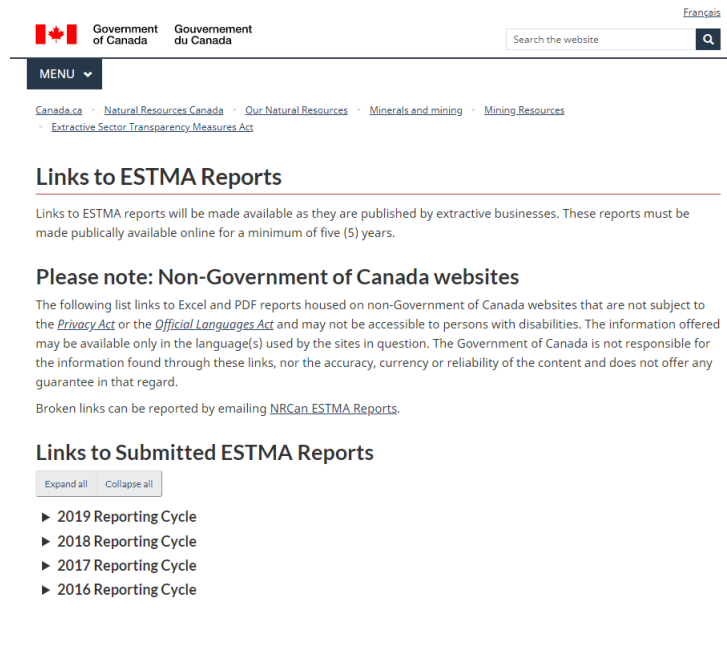 Français
Government of Canada
Gouvernement du Canada
Search the website
MENU
Canada.ca Natural Resources Canada Our Natural Resources Minerals and mining Mining Resources
Extractive Sector Transparency Measures Act
Links to ESTMA Reports
Links to ESTMA reports will be made available as they are published by extractive businesses. These reports must be
made publically available online for a minimum of five (5) years.
Please note: Non-Government of Canada websites
The following list links to Excel and PDF reports housed on non-Government of Canada websites that are not subject to
the Privacy Act or the Official Languages Act and may not be accessible to persons with disabilities. The information offered
may be available only in the language(s) used by the sites in question. The Government of Canada is not responsible for
the information found through these links, nor the accuracy, currency or reliability of the content and does not offer any
guarantee in that regard.
Broken links can be reported by emailing NRCan ESTMA Reports.
Links to Submitted ESTMA Reports
Expand all Collapse all
2019 Reporting Cycle
2018 Reporting Cycle
2017 Reporting Cycle
2016 Reporting Cycle